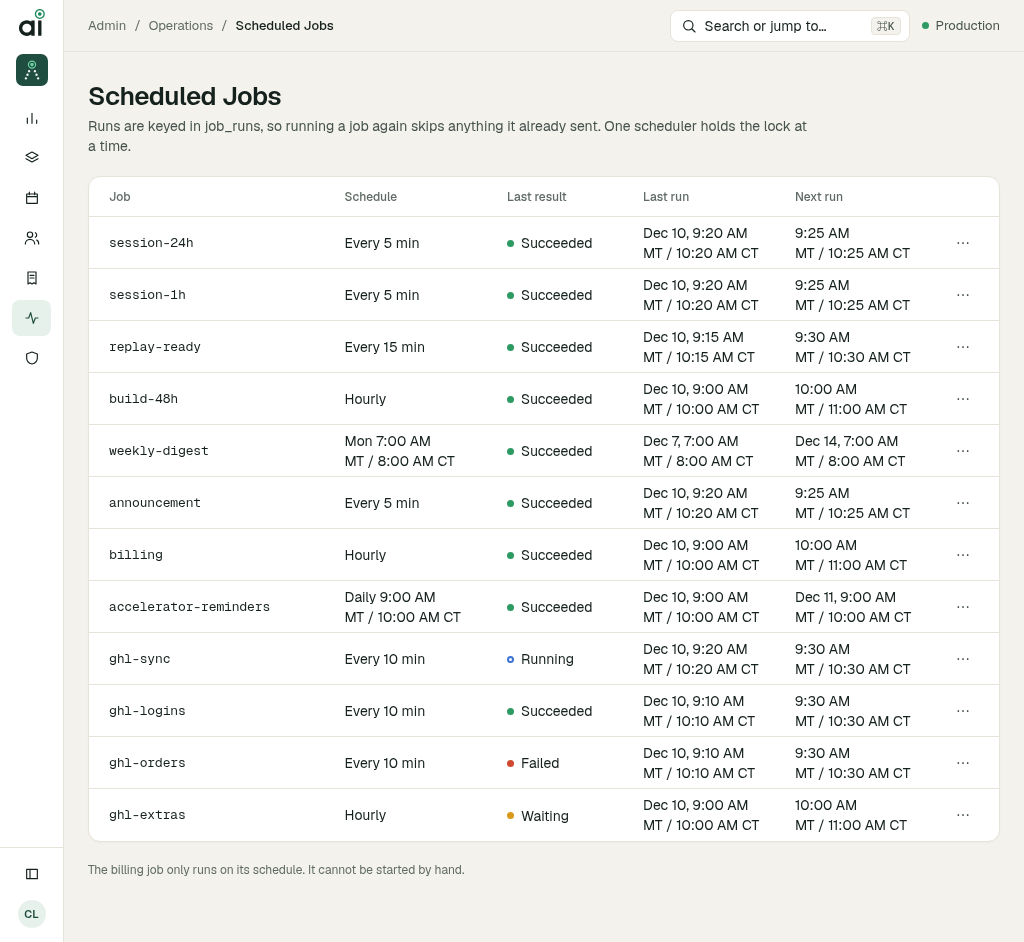 ai
Admin / Operations / Scheduled Jobs
Search or jump to… ⌘K
Production
Scheduled Jobs
Runs are keyed in job_runs, so running a job again skips anything it already sent. One scheduler holds the lock at
a time.
Job Schedule Last result Last run Next run
session-24h Every 5 min Succeeded Dec 10, 9:20 AM 9:25 AM ···
MT / 10:20 AM CT MT / 10:25 AM CT
session-1h Every 5 min Succeeded Dec 10, 9:20 AM 9:25 AM ···
MT / 10:20 AM CT MT / 10:25 AM CT
replay-ready Every 15 min Succeeded Dec 10, 9:15 AM 9:30 AM ···
MT / 10:15 AM CT MT / 10:30 AM CT
build-48h Hourly Succeeded Dec 10, 9:00 AM 10:00 AM ···
MT / 10:00 AM CT MT / 11:00 AM CT
weekly-digest Mon 7:00 AM Succeeded Dec 7, 7:00 AM Dec 14, 7:00 AM ···
MT / 8:00 AM CT MT / 8:00 AM CT MT / 8:00 AM CT
announcement Every 5 min Succeeded Dec 10, 9:20 AM 9:25 AM ···
MT / 10:20 AM CT MT / 10:25 AM CT
billing Hourly Succeeded Dec 10, 9:00 AM 10:00 AM ···
MT / 10:00 AM CT MT / 11:00 AM CT
accelerator-reminders Daily 9:00 AM Succeeded Dec 10, 9:00 AM Dec 11, 9:00 AM ···
MT / 10:00 AM CT MT / 10:00 AM CT MT / 10:00 AM CT
ghl-sync Every 10 min Running Dec 10, 9:20 AM 9:30 AM ···
MT / 10:20 AM CT MT / 10:30 AM CT
ghl-logins Every 10 min Succeeded Dec 10, 9:10 AM 9:30 AM ···
MT / 10:10 AM CT MT / 10:30 AM CT
ghl-orders Every 10 min Failed Dec 10, 9:10 AM 9:30 AM ···
MT / 10:10 AM CT MT / 10:30 AM CT
ghl-extras Hourly Waiting Dec 10, 9:00 AM 10:00 AM ···
MT / 10:00 AM CT MT / 11:00 AM CT
The billing job only runs on its schedule. It cannot be started by hand.
CL